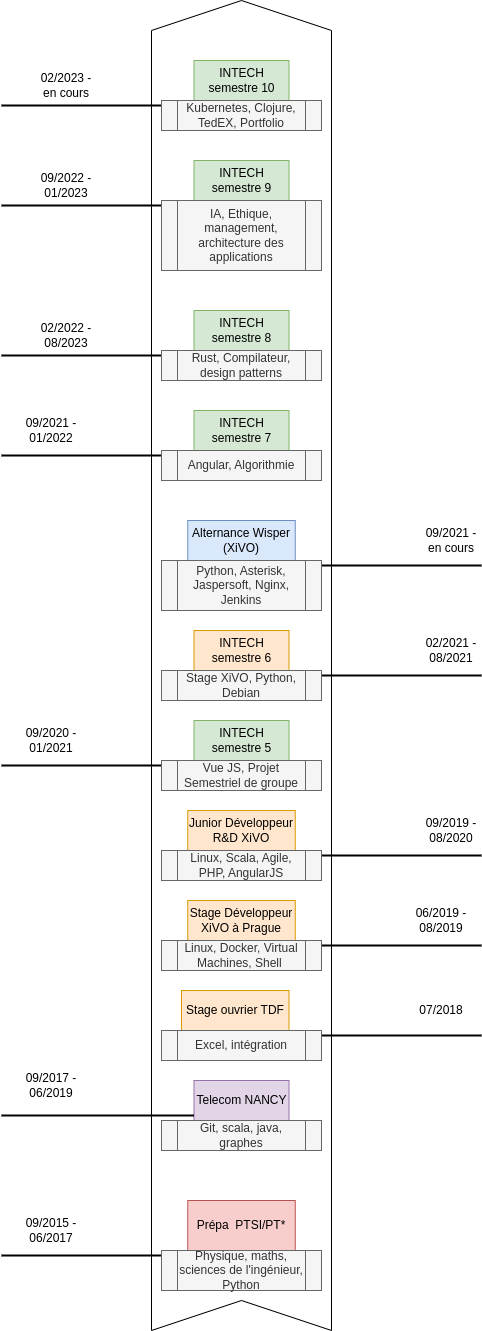 02/2023 -
en cours
INTECH
semestre 10
Kubernetes, Clojure,
TedEX, Portfolio
09/2022 -
01/2023
INTECH
semestre 9
IA, Ethique,
management,
architecture des
applications
02/2022 -
08/2023
INTECH
semestre 8
Rust, Compilateur,
design patterns
09/2021 -
01/2022
INTECH
semestre 7
Angular, Algorithmie
Alternance Wisper
(XiVO)
09/2021 -
en cours
Python, Asterisk,
Jaspersoft, Nginx,
Jenkins
INTECH
semestre 6
02/2021 -
08/2021
Stage XiVO, Python,
Debian
09/2020 -
01/2021
INTECH
semestre 5
Vue JS, Projet
Semestriel de groupe
Junior Développeur
R&D XiVO
09/2019 -
08/2020
Linux, Scala, Agile,
PHP, AngularJS
Stage Développeur
XiVO à Prague
06/2019 -
08/2019
Linux, Docker, Virtual
Machines, Shell
Stage ouvrier TDF
07/2018
Excel, intégration
09/2017 -
06/2019
Telecom NANCY
Git, scala, java,
graphes
09/2015 -
06/2017
Prépa PTSI/PT*
Physique, maths,
sciences de l'ingénieur,
Python